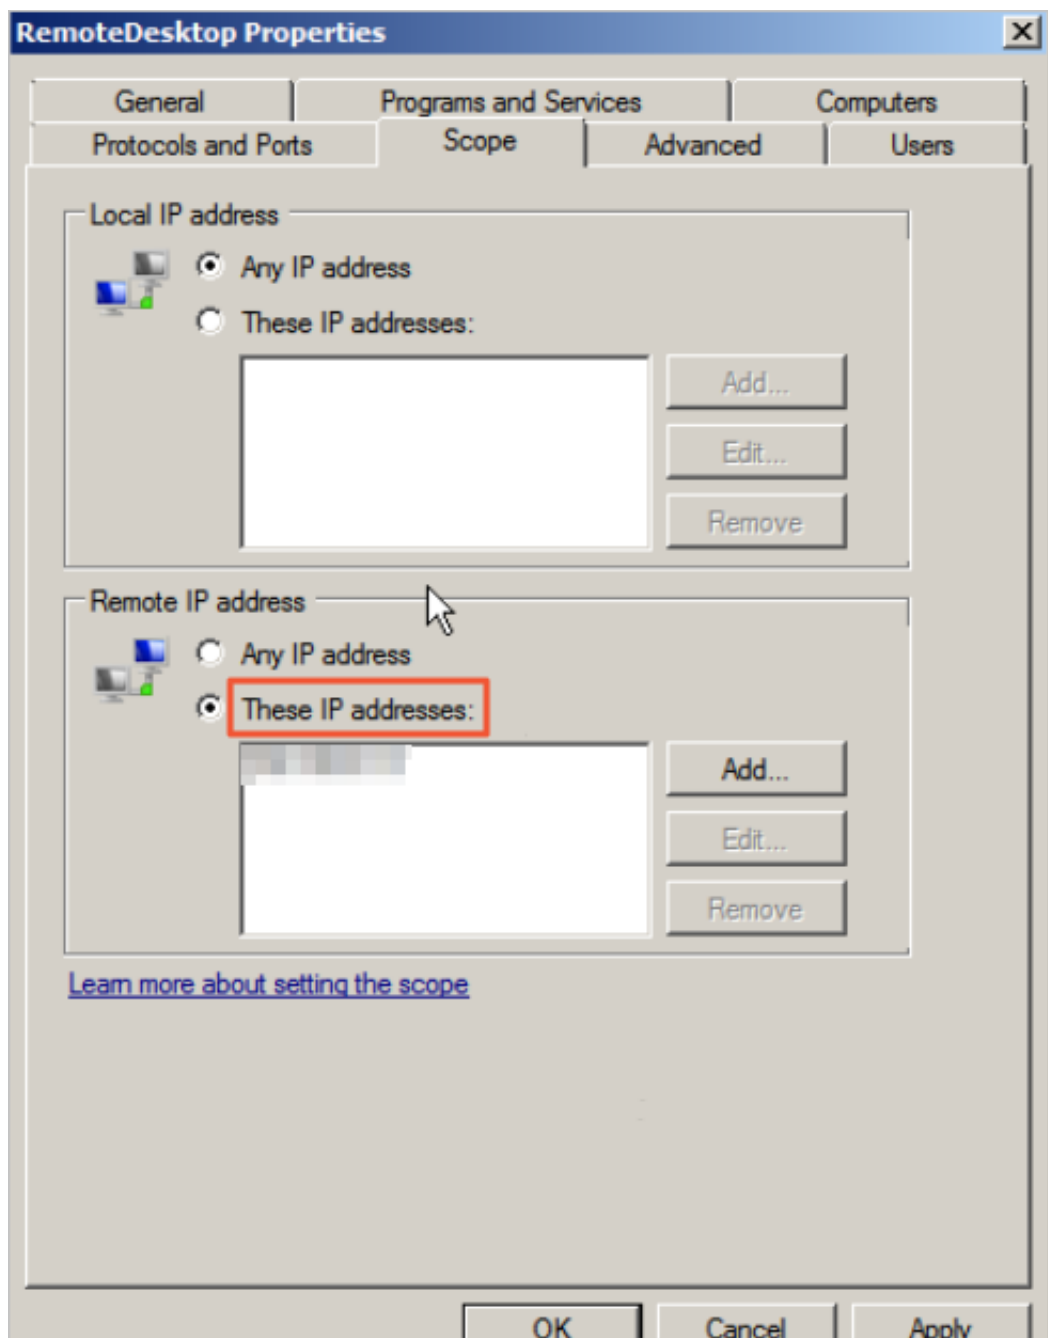 RemoteDesktop Properties
General Programs and Services Computers
Protocols and Ports Scope Advanced Users
Local IP address
Any IP address
These IP addresses:
Add...
Edit...
Remove
Remote IP address
Any IP address
These IP addresses:
Add...
Edit...
Remove
Learn more about setting the scope
OK Cancel Apply